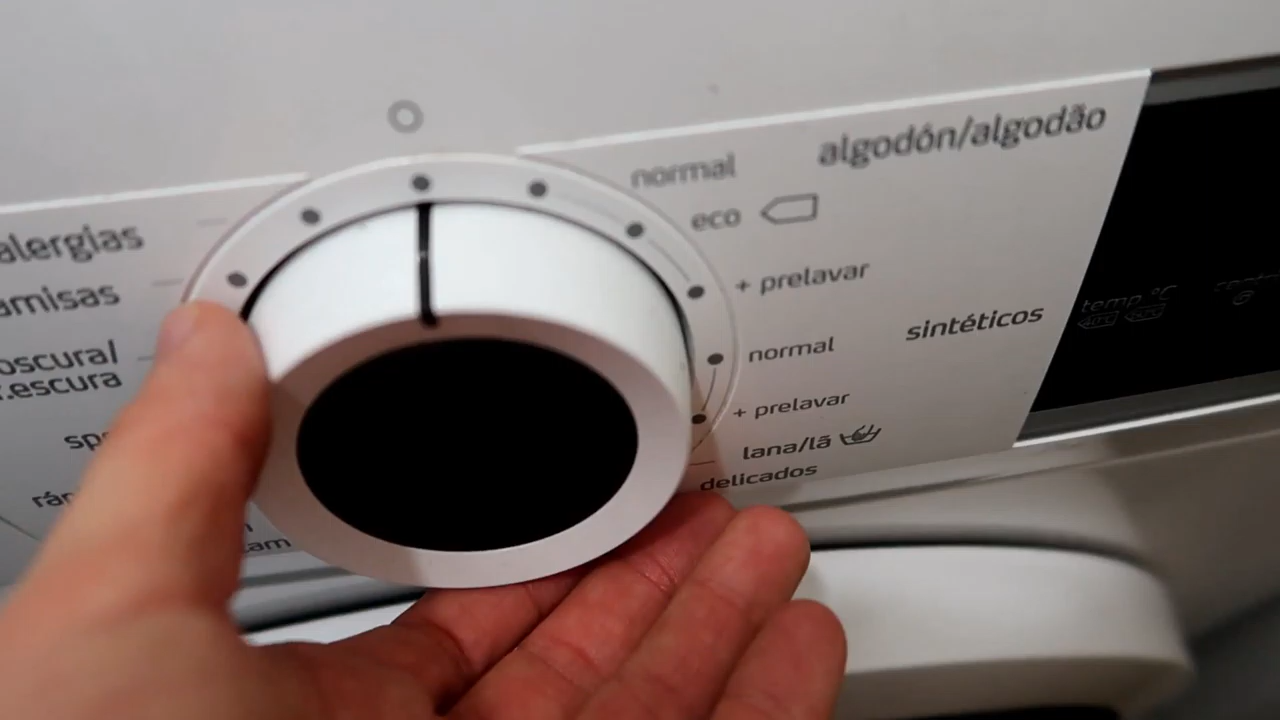 algodón/algodão
normal
eco
+ prelavar
sintéticos
normal
+ prelavar
lana/lã
delicados
alergias
amisas
oscura/
r.escura
temp °C